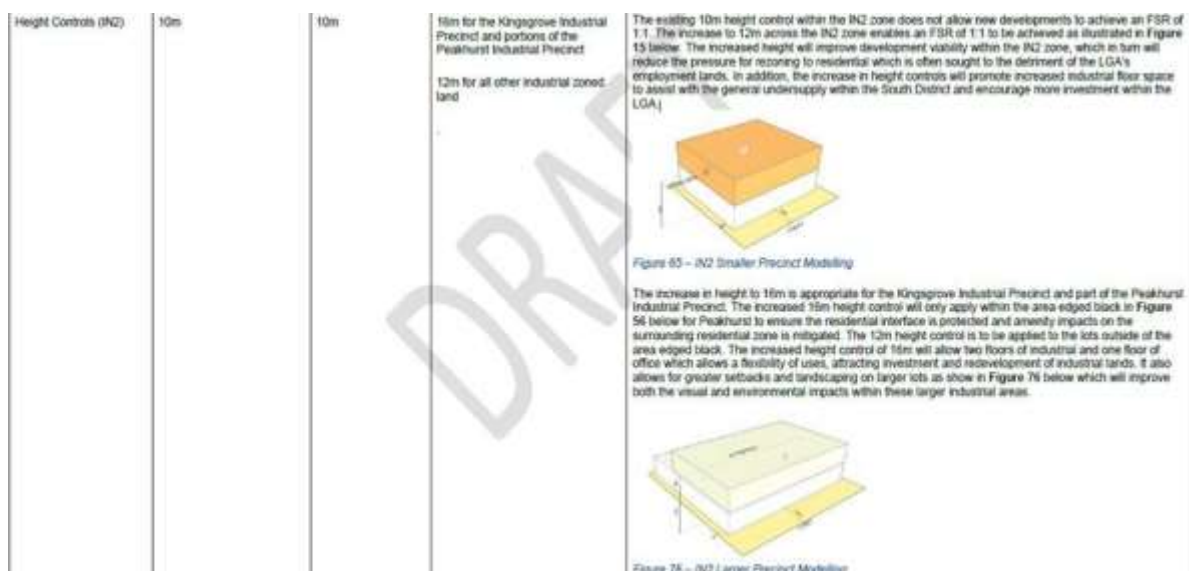 Height Controls (IN2)
10m
10m
16m for the Kingsgrove Industrial
Precinct and portions of the
Peakhurst Industrial Precinct
12m for all other industrial zoned
land
The existing 10m height control within the IN2 zone does not allow new developments to achieve an FSR of
1:1. The increase to 12m across the IN2 zone enables an FSR of 1:1 to be achieved as illustrated in Figure
15 below. The increased height will improve development viability within the IN2 zone, which in turn will
reduce the pressure for rezoning to residential which is often sought to the detriment of the LGA's
employment lands. In addition, the increase in height controls will promote increased industrial floor space
to assist with the general undersupply within the South District and encourage more investment within the
LGA.
Figure 65 – IN2 Smaller Precinct Modelling
The increase in height to 16m is appropriate for the Kingsgrove Industrial Precinct and part of the Peakhurst
Industrial Precinct. The increased 16m height control will only apply within the area edged black in Figure
56 below for Peakhurst to ensure the residential interface is protected and amenity impacts on the
surrounding residential zone is mitigated. The 12m height control is to be applied to the lots outside of the
area edged black. The increased height control of 16m will allow two floors of industrial and one floor of
office which allows a flexibility of uses, attracting investment and redevelopment of industrial lands. It also
allows for greater setbacks and landscaping on larger lots as show in Figure 76 below which will improve
both the visual and environmental impacts within these larger industrial areas.
Figure 76 – IN2 Larger Precinct Modelling
DRAFT